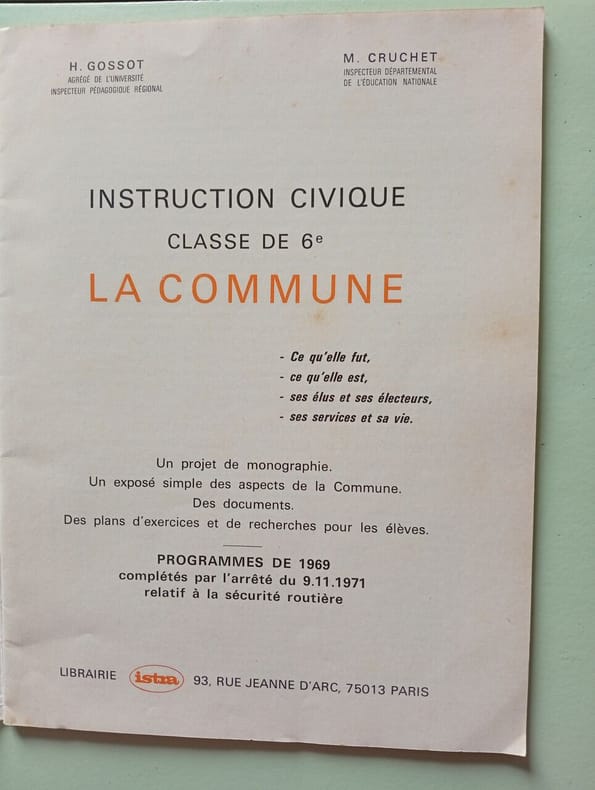 H. GOSSOT
AGRÉGÉ DE L'UNIVERSITÉ
INSPECTEUR PÉDAGOGIQUE RÉGIONAL
M. CRUCHET
INSPECTEUR DÉPARTEMENTAL
DE L'ÉDUCATION NATIONALE
INSTRUCTION CIVIQUE
CLASSE DE 6e
LA COMMUNE
- Ce qu'elle fut,
- ce qu'elle est,
- ses élus et ses électeurs,
- ses services et sa vie.
Un projet de monographie.
Un exposé simple des aspects de la Commune.
Des documents.
Des plans d'exercices et de recherches pour les élèves.
PROGRAMMES DE 1969
complétés par l'arrêté du 9.11.1971
relatif à la sécurité routière
LIBRAIRIE istra 93, RUE JEANNE D'ARC, 75013 PARIS